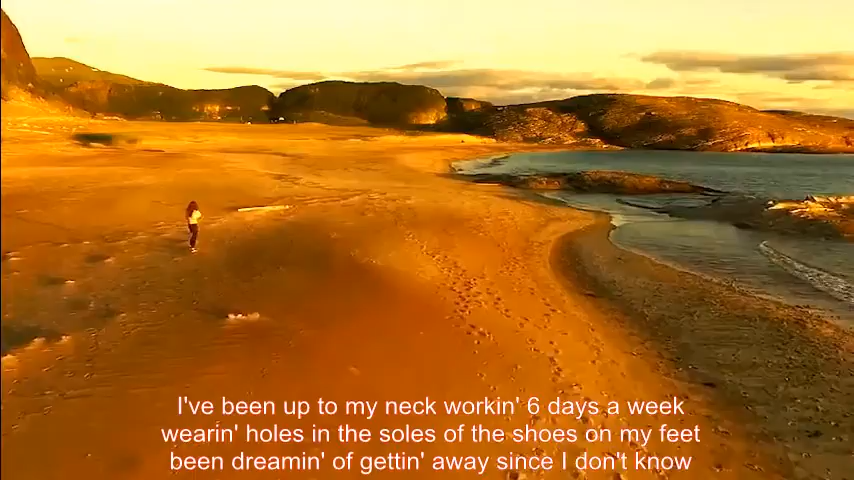 I've been up to my neck workin' 6 days a week
wearin' holes in the soles of the shoes on my feet
been dreamin' of gettin' away since I don't know